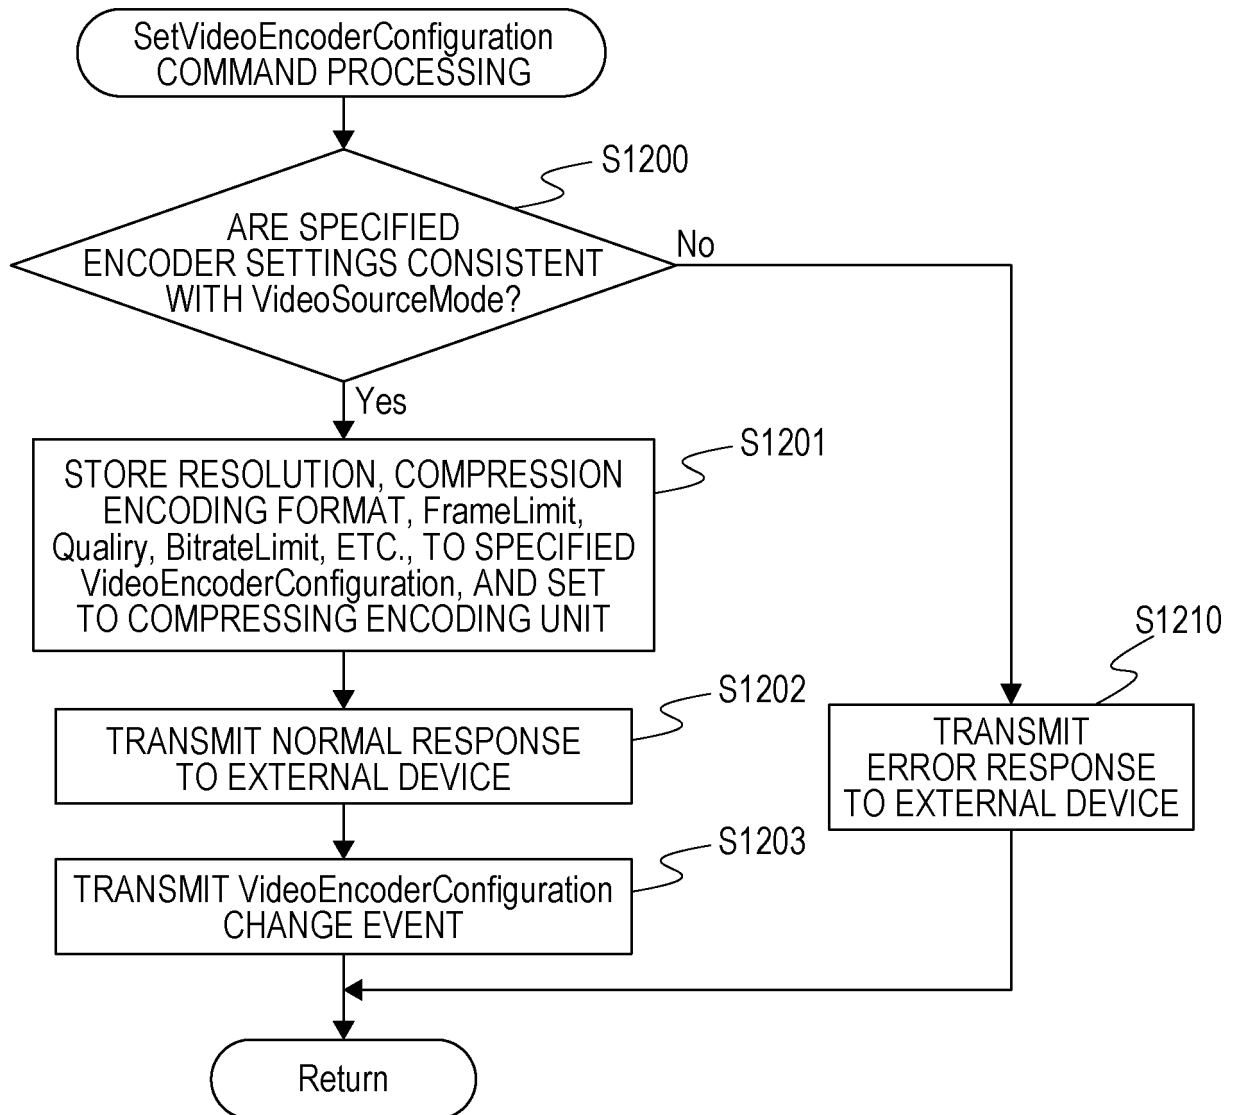 SetVideoEncoderConfiguration
COMMAND PROCESSING
S1200
ARE SPECIFIED
ENCODER SETTINGS CONSISTENT
WITH VideoSourceMode?
No
Yes
S1201
STORE RESOLUTION, COMPRESSION
ENCODING FORMAT, FrameLimit,
Qualiry, BitrateLimit, ETC., TO SPECIFIED
VideoEncoderConfiguration, AND SET
TO COMPRESSING ENCODING UNIT
S1202
TRANSMIT NORMAL RESPONSE
TO EXTERNAL DEVICE
S1210
TRANSMIT
ERROR RESPONSE
TO EXTERNAL DEVICE
S1203
TRANSMIT VideoEncoderConfiguration
CHANGE EVENT
Return